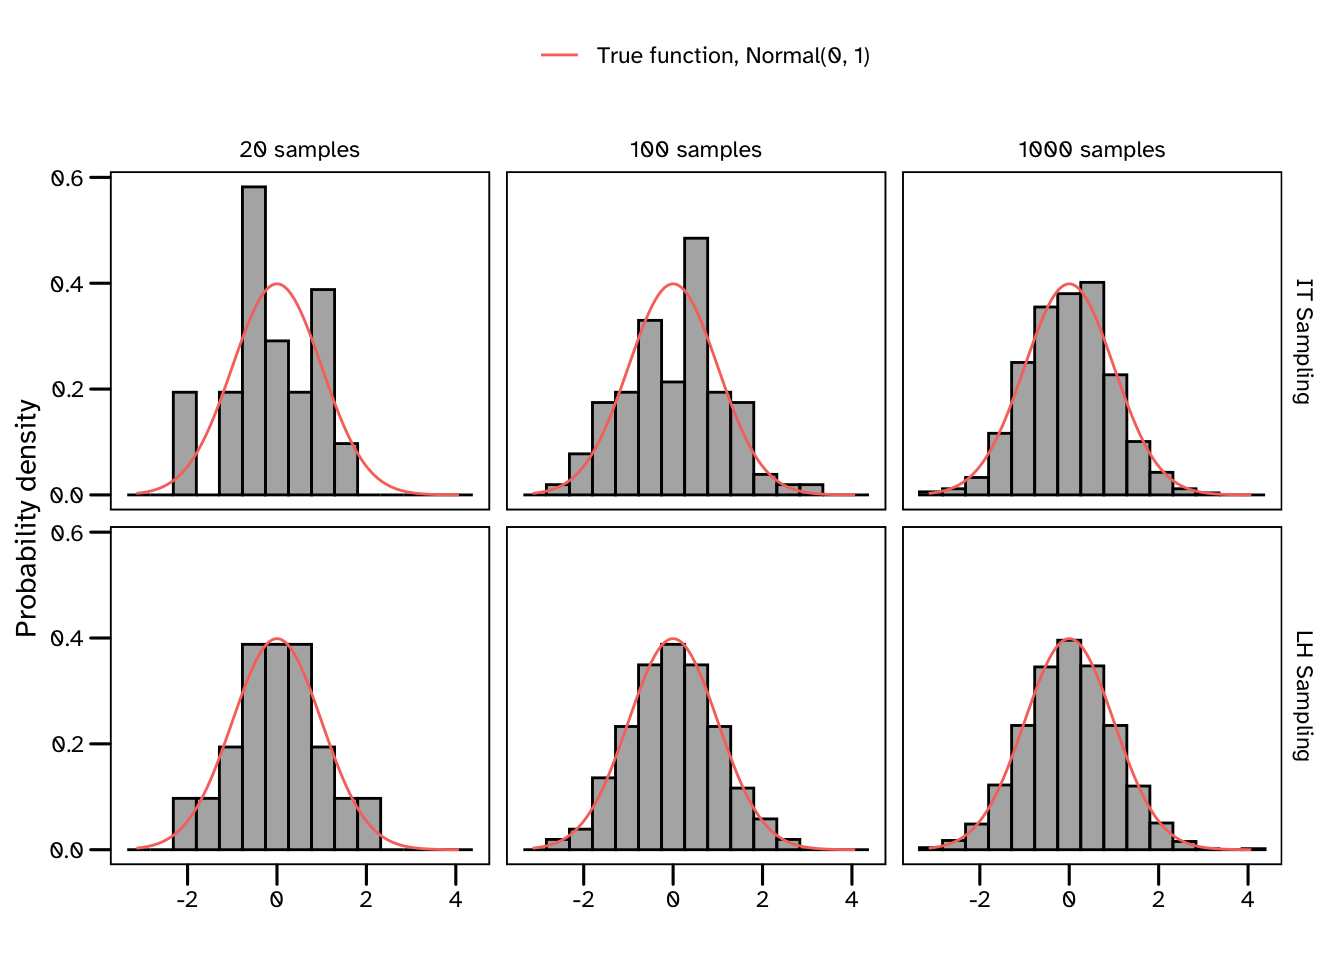 True function, Normal(0, 1)
20 samples
100 samples
1000 samples
Probability density
0.6
0.4
0.2
0.0
IT Sampling
0.6
0.4
0.2
0.0
LH Sampling
-2 0 2 4
-2 0 2 4
-2 0 2 4